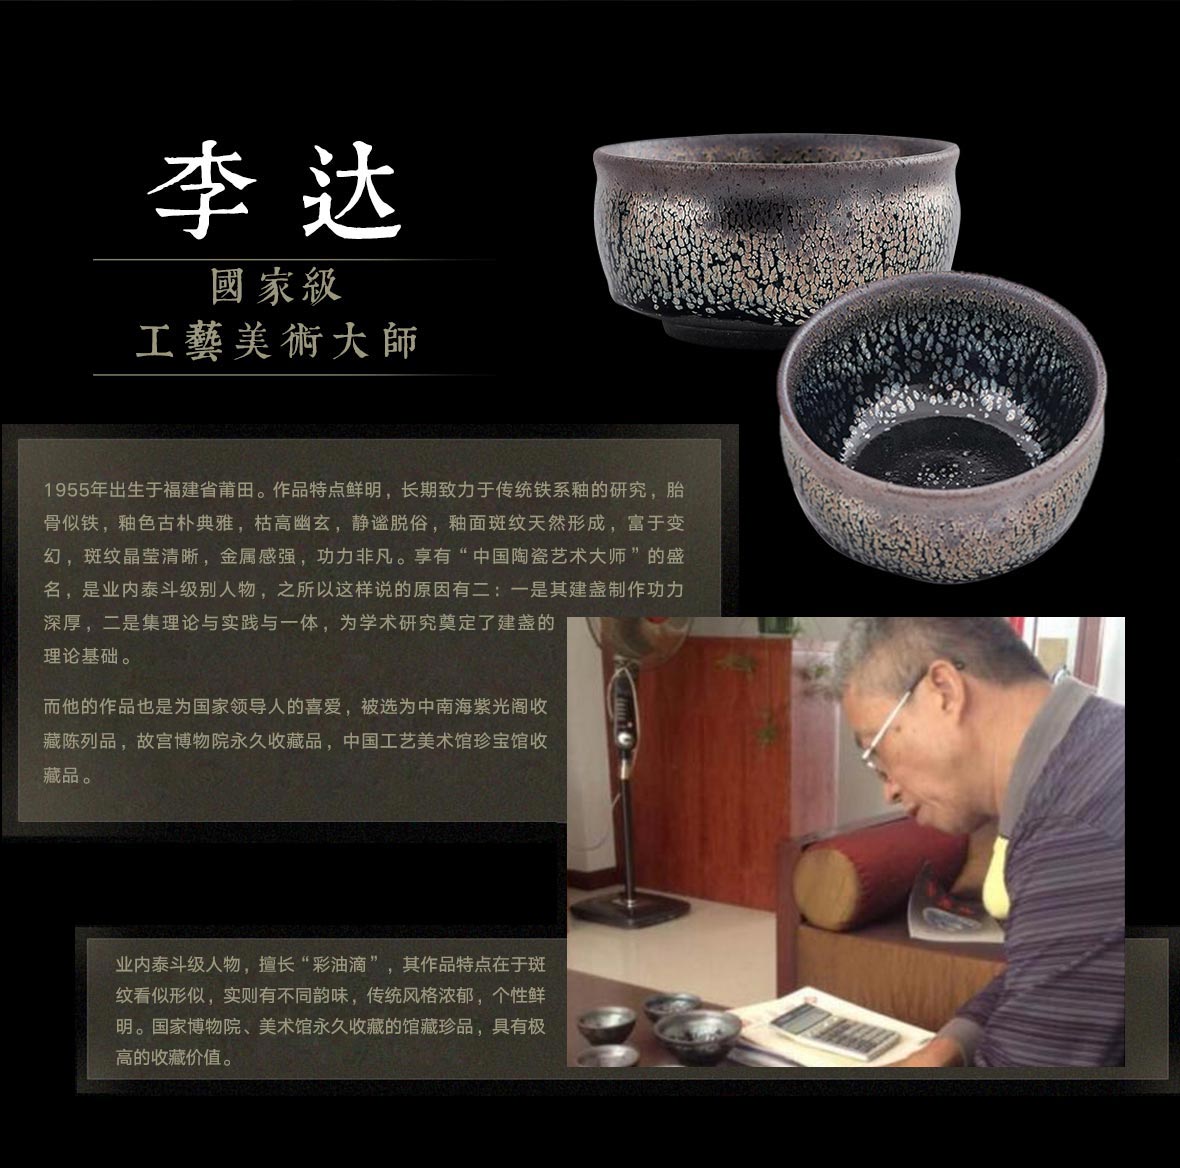 李达
國家級
工藝美術大師
1955年出生于福建省莆田。作品特点鲜明，长期致力于传统铁系釉的研究，胎
骨似铁，釉色古朴典雅，枯高幽玄，静谧脱俗，釉面斑纹天然形成，富于变
幻，斑纹晶莹清晰，金属感强，功力非凡。享有“中国陶瓷艺术大师”的盛
名，是业内泰斗级别人物，之所以这样说的原因有二：一是其建盏制作功力
深厚，二是集理论与实践与一体，为学术研究奠定了建盏的
理论基础。
而他的作品也是为国家领导人的喜爱，被选为中南海紫光阁收
藏陈列品，故宫博物院永久收藏品，中国工艺美术馆珍宝馆收
藏品。
业内泰斗级人物，擅长“彩油滴”，其作品特点在于斑
纹看似形似，实则有不同韵味，传统风格浓郁，个性鲜
明。国家博物院、美术馆永久收藏的馆藏珍品，具有极
高的收藏价值。